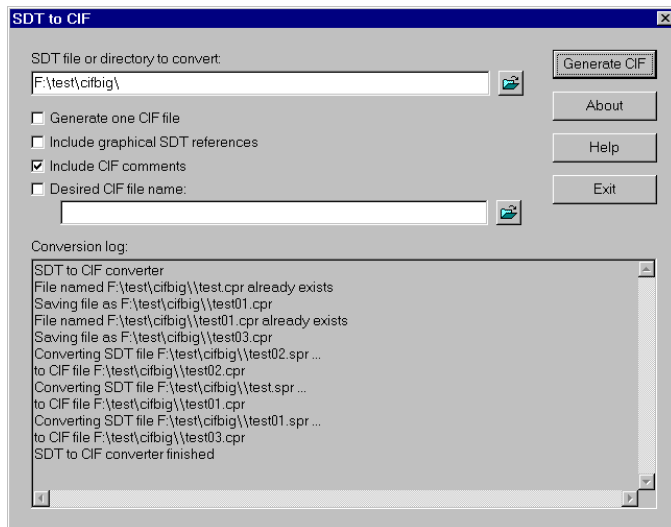 SDT to CIF
SDT file or directory to convert:
F:\test\cifbig\
Generate CIF
About
Generate one CIF file
Include graphical SDT references
Help
Include CIF comments
Desired CIF file name:
Exit
Conversion log:
SDT to CIF converter
File named F:\test\cifbig\\test.cpr already exists
Saving file as F:\test\cifbig\\test01.cpr
File named F:\test\cifbig\\test01.cpr already exists
Saving file as F:\test\cifbig\\test03.cpr
Converting SDT file F:\test\cifbig\\test02.spr ...
to CIF file F:\test\cifbig\\test02.cpr
Converting SDT file F:\test\cifbig\\test.spr ...
to CIF file F:\test\cifbig\\test01.cpr
Converting SDT file F:\test\cifbig\\test01.spr ...
to CIF file F:\test\cifbig\\test03.cpr
SDT to CIF converter finished